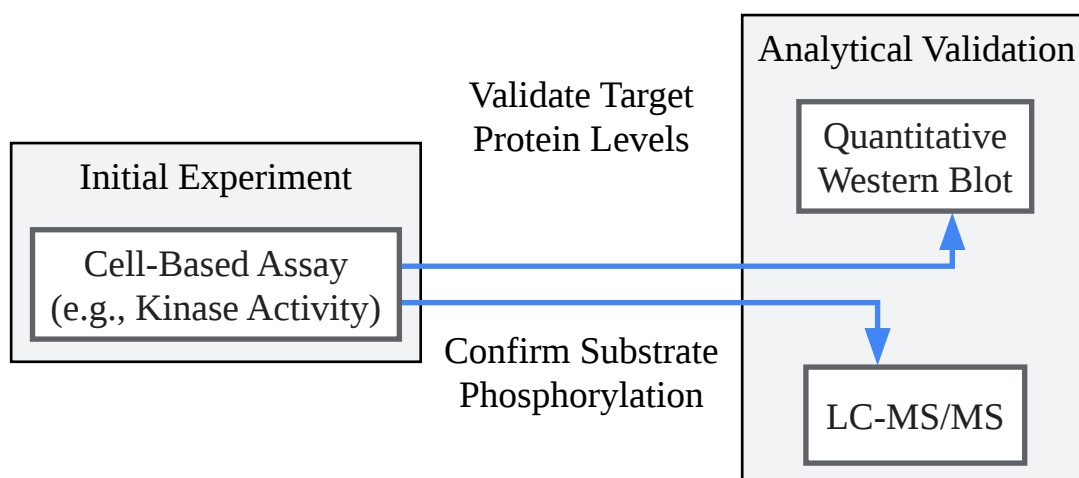 Initial Experiment
Cell-Based Assay
(e.g., Kinase Activity)
Validate Target
Protein Levels
Confirm Substrate
Phosphorylation
Analytical Validation
Quantitative
Western Blot
LC-MS/MS